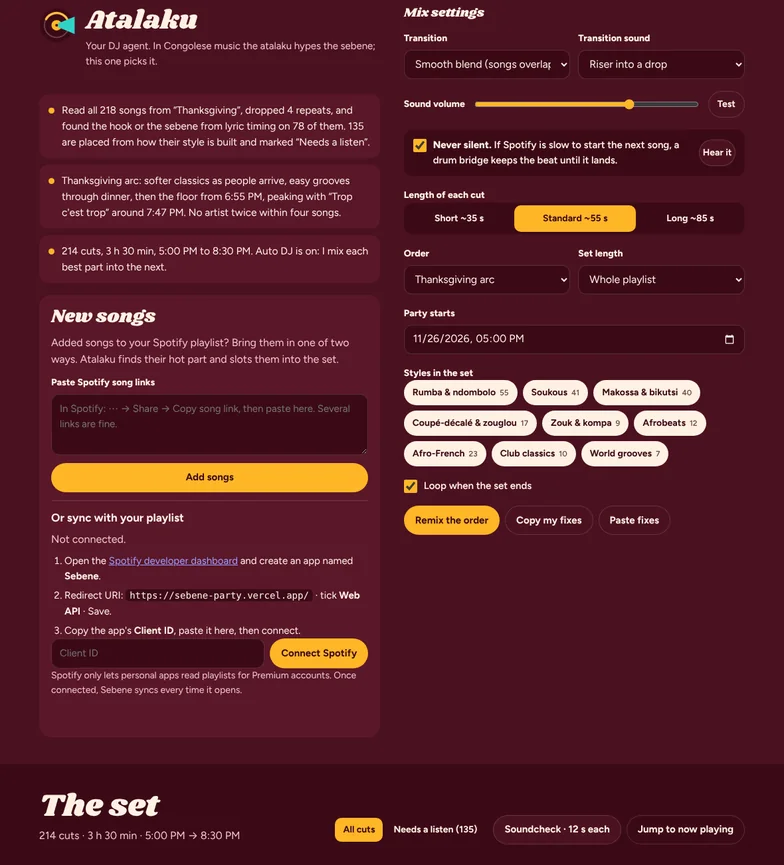 Atalaku
Your DJ agent. In Congolese music the atalaku hypes the sebene;
this one picks it.
Read all 218 songs from “Thanksgiving”, dropped 4 repeats, and
found the hook or the sebene from lyric timing on 78 of them. 135
are placed from how their style is built and marked “Needs a listen”.
Thanksgiving arc: softer classics as people arrive, easy grooves
through dinner, then the floor from 6:55 PM, peaking with “Trop
c'est trop” around 7:47 PM. No artist twice within four songs.
214 cuts, 3 h 30 min, 5:00 PM to 8:30 PM. Auto DJ is on: I mix each
best part into the next.
New songs
Added songs to your Spotify playlist? Bring them in one of two
ways. Atalaku finds their hot part and slots them into the set.
Paste Spotify song links
In Spotify: ··· → Share → Copy song link, then paste here. Several
links are fine.
Add songs
Or sync with your playlist
Not connected.
1. Open the Spotify developer dashboard and create an app named
Sebene.
2. Redirect URI: https://sebene-party.vercel.app/ · tick Web
API · Save.
3. Copy the app's Client ID, paste it here, then connect.
Client ID
Connect Spotify
Spotify only lets personal apps read playlists for Premium accounts. Once
connected, Sebene syncs every time it opens.
Mix settings
Transition
Transition sound
Smooth blend (songs overlap
Riser into a drop
Sound volume
Test
Never silent. If Spotify is slow to start the next song, a
drum bridge keeps the beat until it lands.
Hear it
Length of each cut
Short ~35 s
Standard ~55 s
Long ~85 s
Order
Set length
Thanksgiving arc
Whole playlist
Party starts
11/26/2026, 05:00 PM
Styles in the set
Rumba & ndombolo 55
Soukous 41
Makossa & bikutsi 40
Coupé-décalé & zouglou 17
Zouk & kompa 9
Afrobeats 12
Afro-French 23
Club classics 10
World grooves 7
Loop when the set ends
Remix the order
Copy my fixes
Paste fixes
The set
214 cuts · 3 h 30 min · 5:00 PM → 8:30 PM
All cuts
Needs a listen (135)
Soundcheck · 12 s each
Jump to now playing